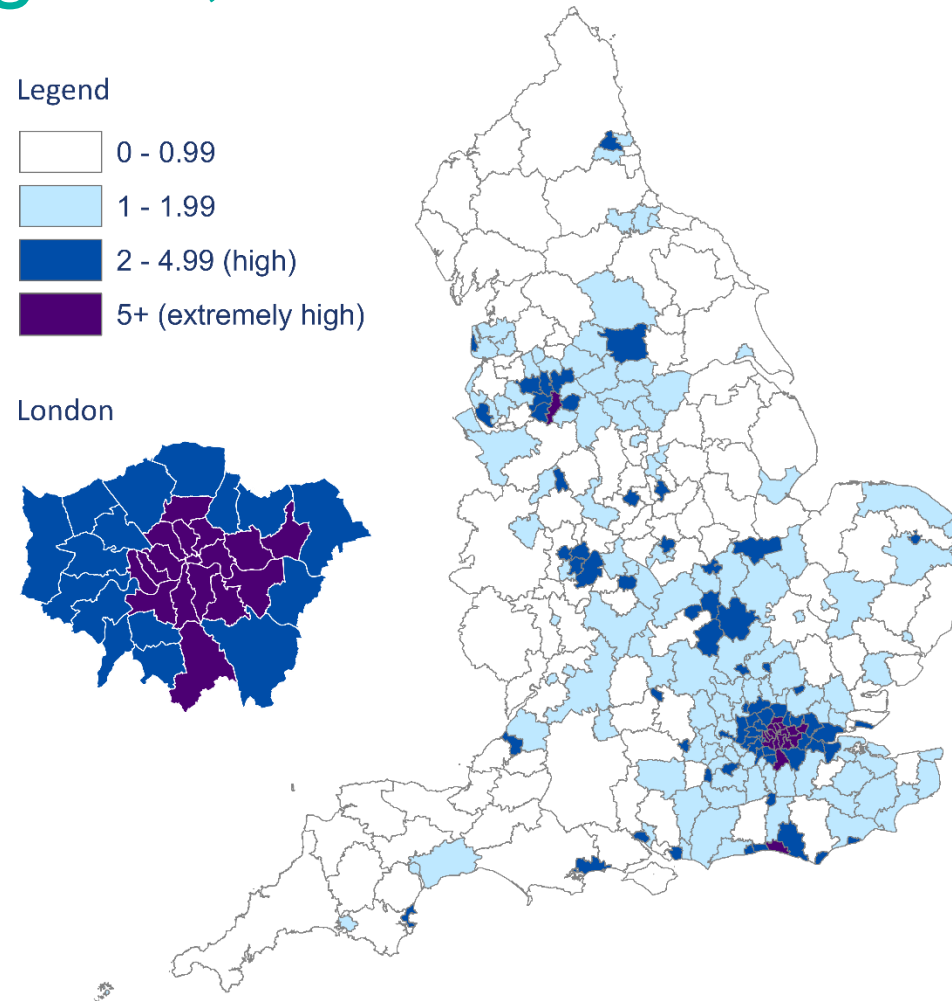 Legend
0 - 0.99
1 - 1.99
2 - 4.99 (high)
5+ (extremely high)
London